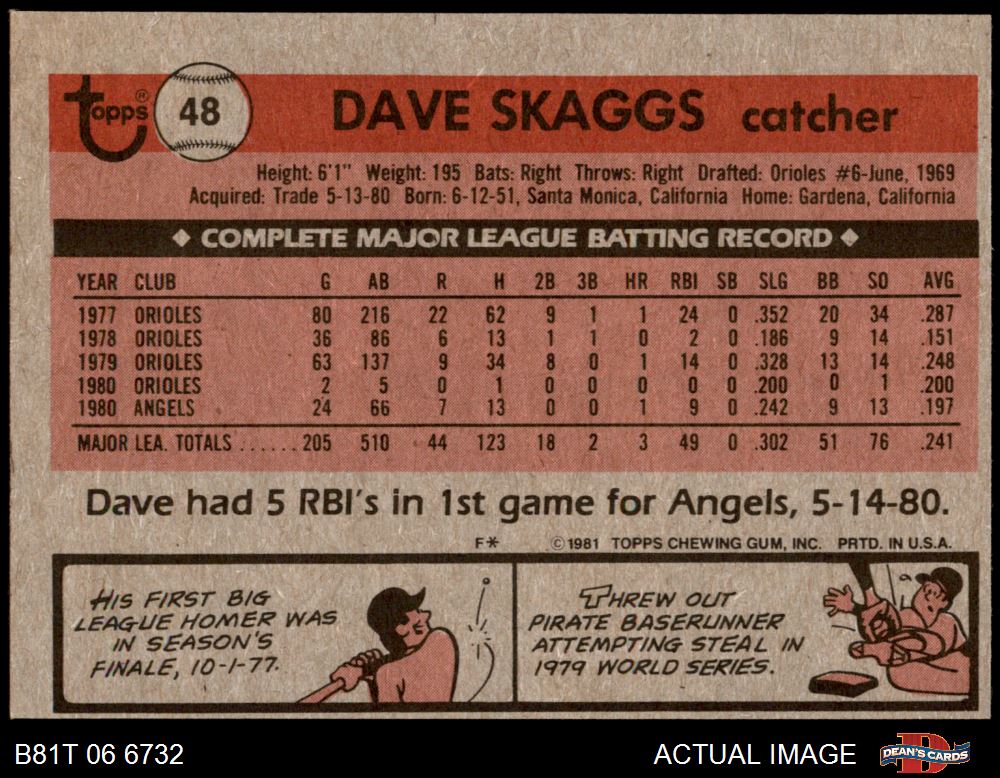 Topps®
48
DAVE SKAGGS catcher
Height: 6'1" Weight: 195 Bats: Right Throws: Right Drafted: Orioles #6-June, 1969
Acquired: Trade 5-13-80 Born: 6-12-51, Santa Monica, California Home: Gardena, California
◆ COMPLETE MAJOR LEAGUE BATTING RECORD ◆
YEAR CLUB G AB R H 2B 3B HR RBI SB SLG BB SO AVG
1977 ORIOLES 80 216 22 62 9 1 1 24 0 .352 20 34 .287
1978 ORIOLES 36 86 6 13 1 1 0 2 0 .186 9 14 .151
1979 ORIOLES 63 137 9 34 8 0 1 14 0 .328 13 14 .248
1980 ORIOLES 2 5 0 1 0 0 0 0 0 .200 0 1 .200
1980 ANGELS 24 66 7 13 0 0 1 9 0 .242 9 13 .197
MAJOR LEA. TOTALS ...... 205 510 44 123 18 2 3 49 0 .302 51 76 .241
Dave had 5 RBI's in 1st game for Angels, 5-14-80.
F* ©1981 TOPPS CHEWING GUM, INC. PRTD. IN U.S.A.
HIS FIRST BIG
LEAGUE HOMER WAS
IN SEASON'S
FINALE, 10-1-77.
THREW OUT
PIRATE BASERUNNER
ATTEMPTING STEAL IN
1979 WORLD SERIES.
B81T 06 6732
ACTUAL IMAGE
DEAN'S CARDS